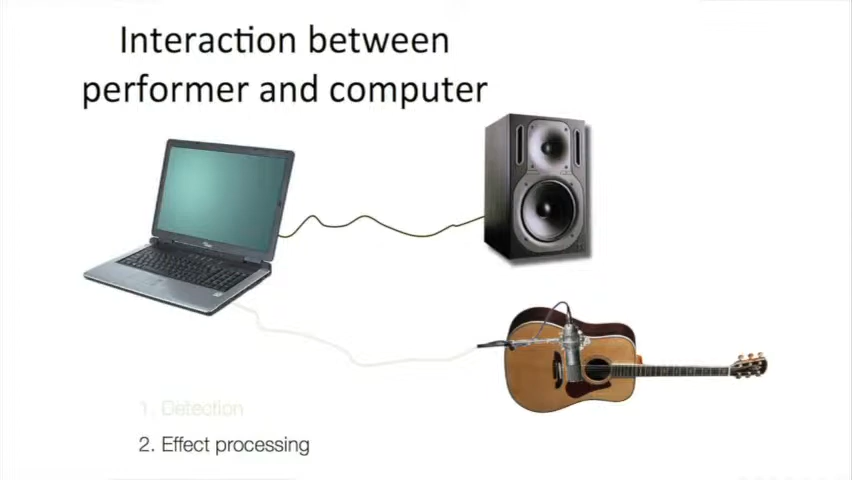 Interaction between
performer and computer
1. Detection
2. Effect processing